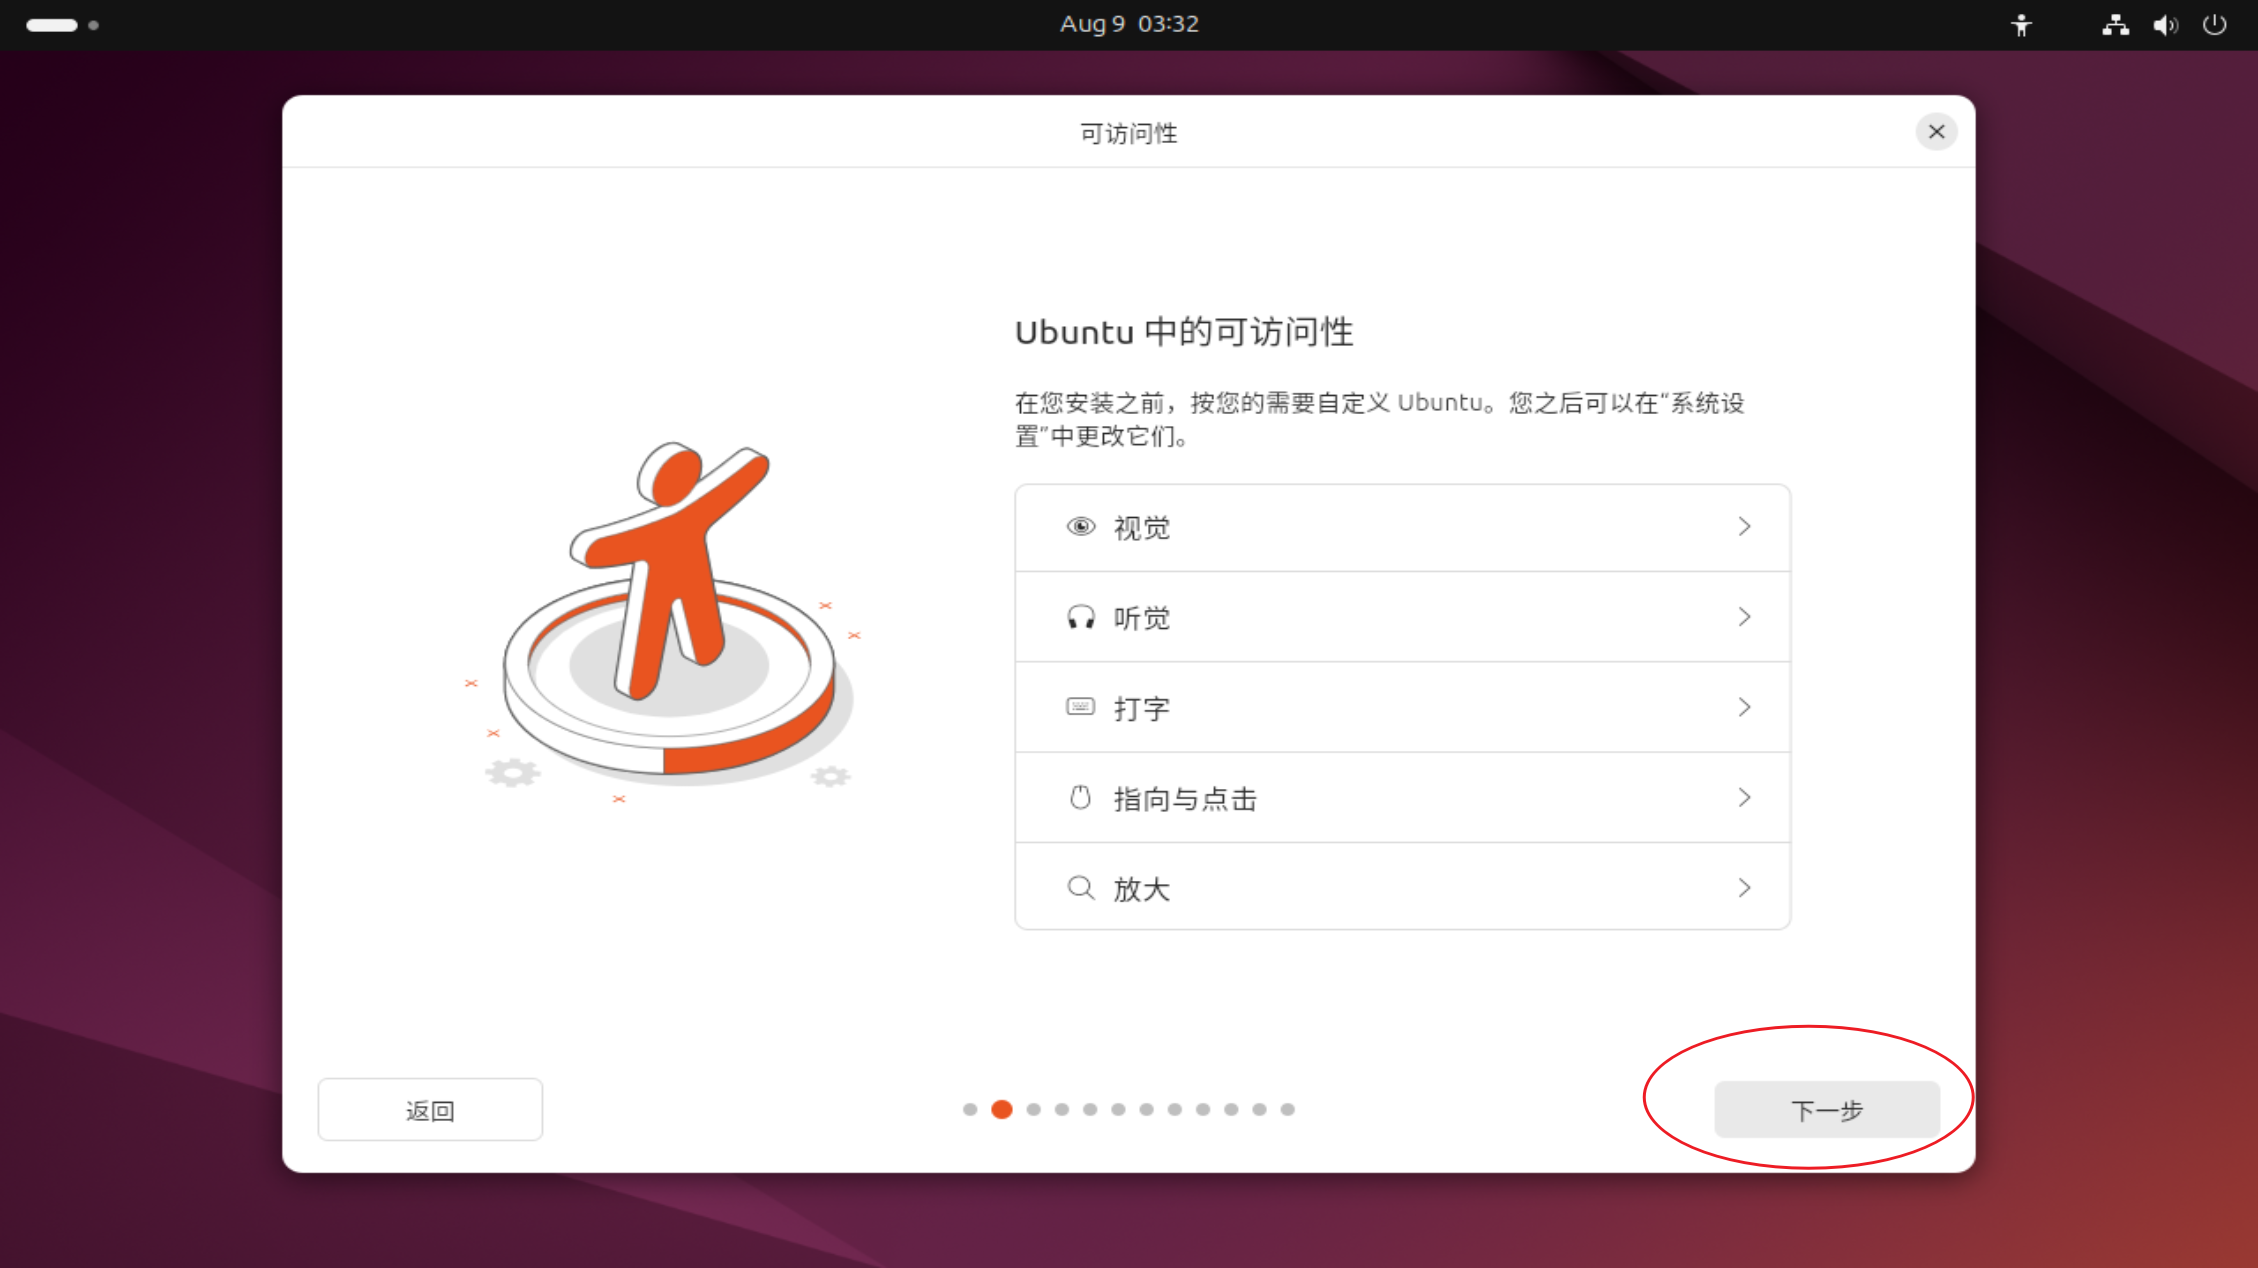 Aug 9 03:32
可访问性
Ubuntu 中的可访问性
在您安装之前，按您的需要自定义 Ubuntu。您之后可以在“系统设
置”中更改它们。
视觉
听觉
打字
指向与点击
放大
返回
下一步